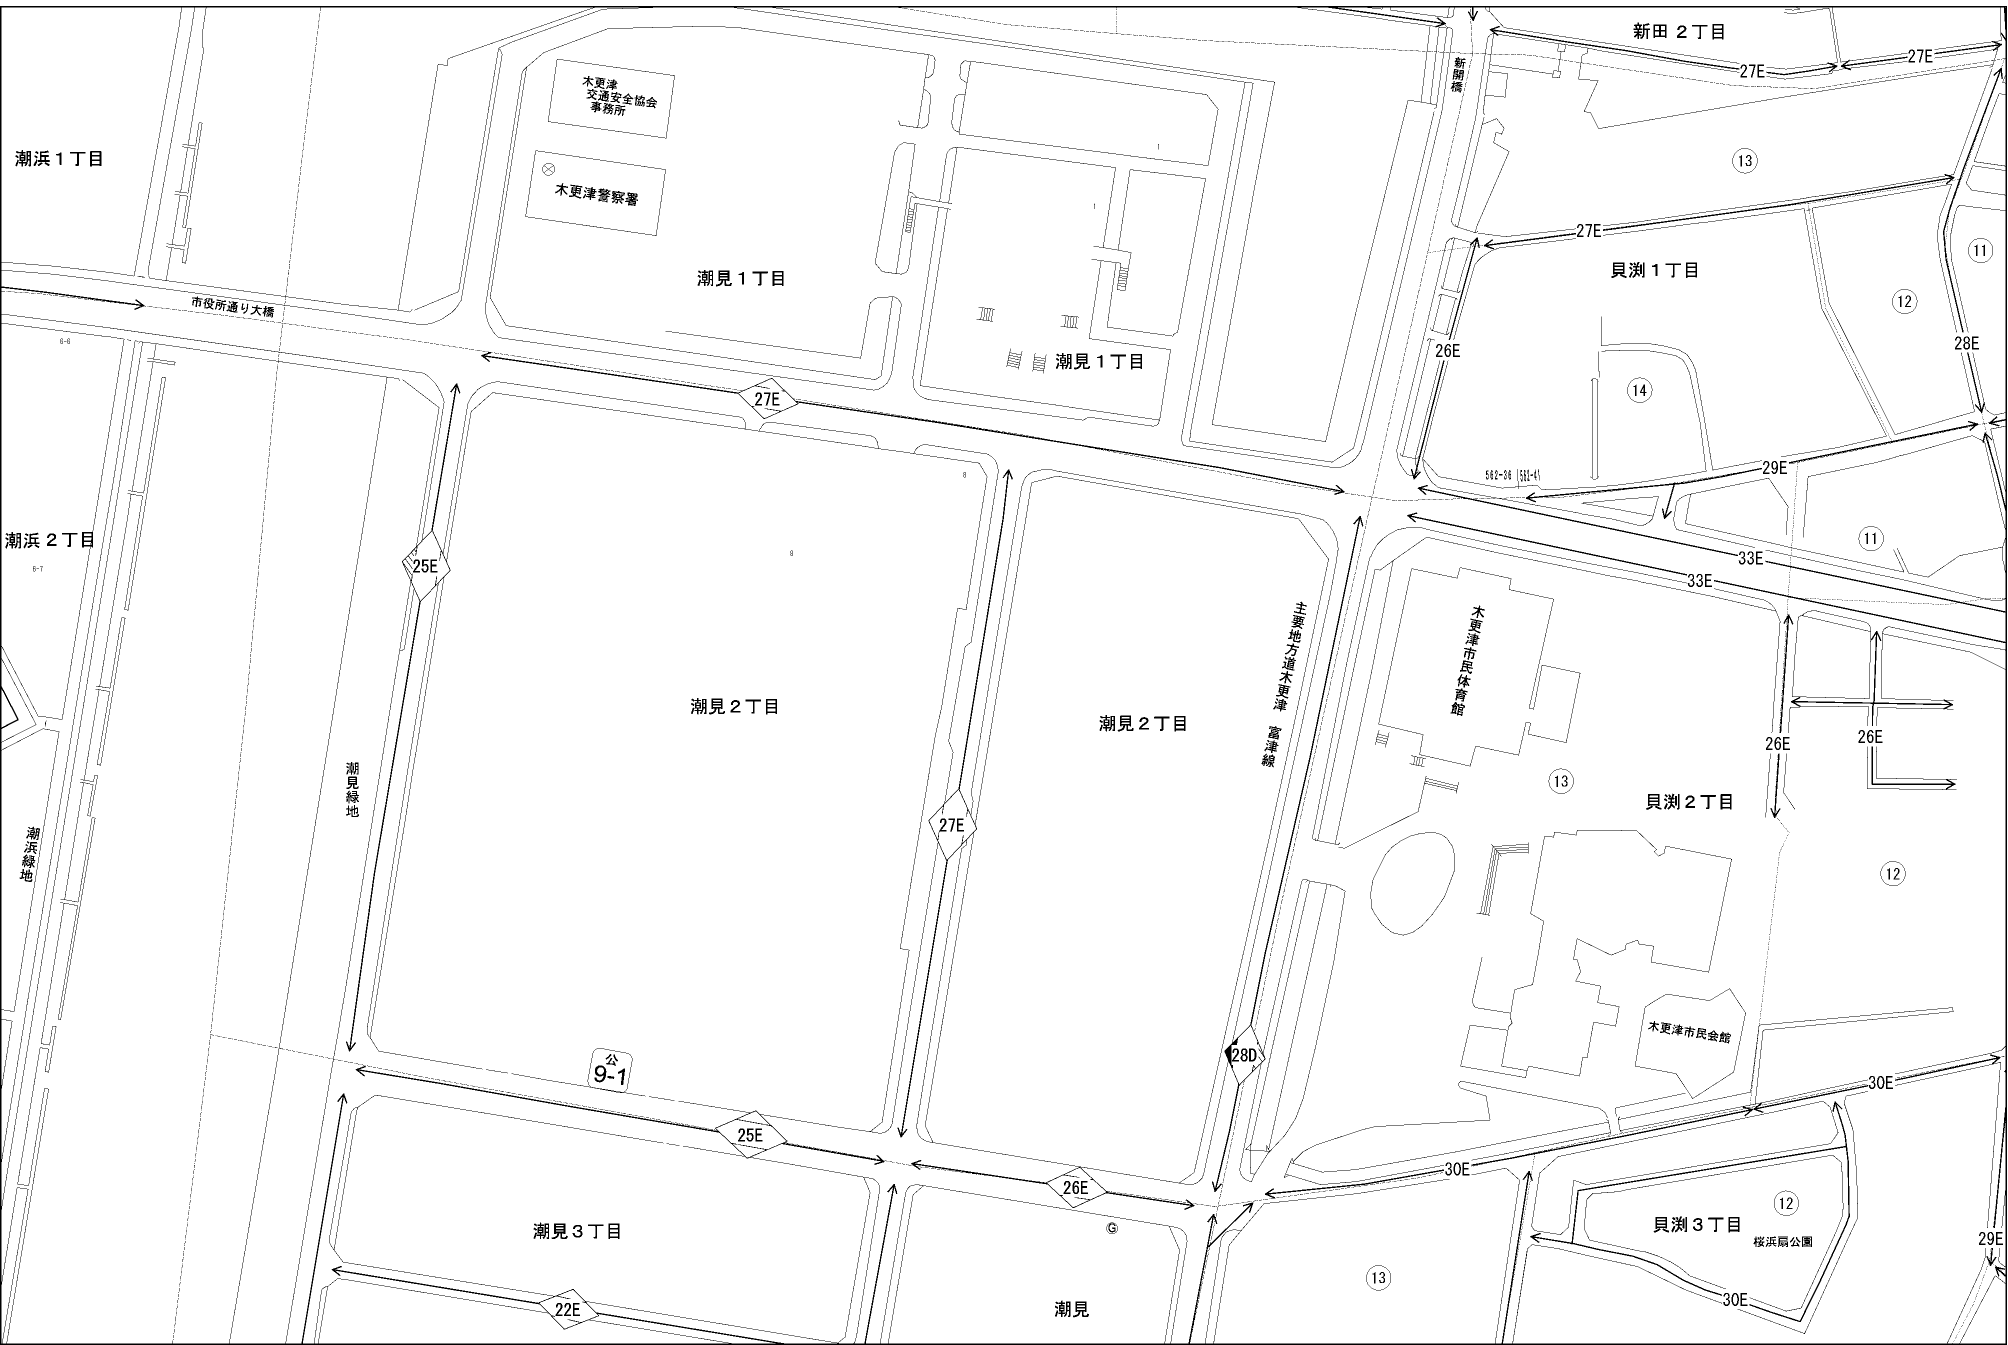 新田２丁目
27E
27E
新開橋
木更津
交通安全協会
事務所
潮浜１丁目
木更津警察署
13
27E
11
貝渕１丁目
潮見１丁目
12
市役所通り大橋
6-6
28E
26E
潮見１丁目
14
27E
29E
562-36
8
潮浜２丁目
11
9
33E
25E
6-7
33E
主要地方道木更津　富津線
木更津市民体育館
潮見２丁目
潮見２丁目
26E
26E
潮見緑地
13
貝渕２丁目
27E
潮浜緑地
12
木更津市民会館
28D
公
9-1
30E
25E
30E
26E
12
潮見３丁目
G
貝渕３丁目
桜浜扇公園
29E
13
30E
22E
潮見